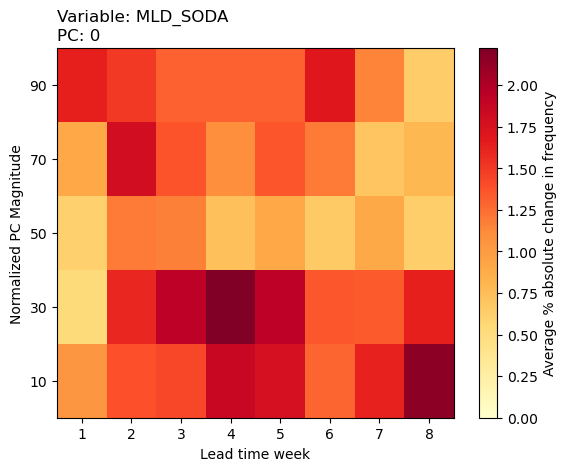 Variable: MLD_SODA
PC: 0
Normalized PC Magnitude
90
70
50
30
10
1 2 3 4 5 6 7 8
Lead time week
2.00
1.75
1.50
1.25
1.00
0.75
0.50
0.25
0.00
Average % absolute change in frequency